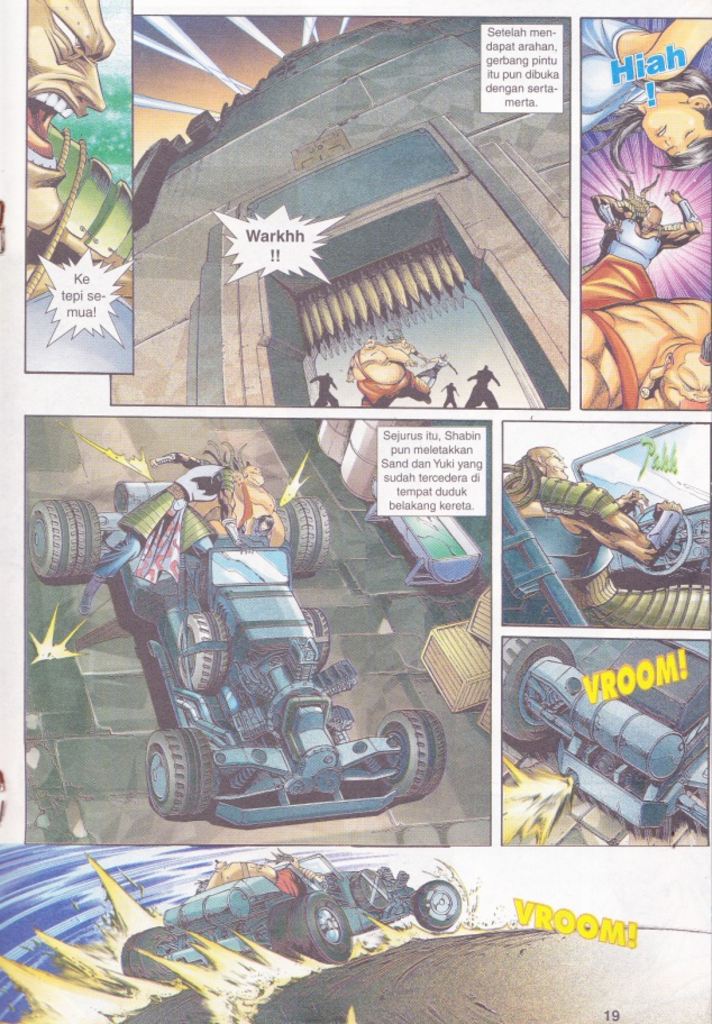 Ke
tepi se-
mua!
Setelah men-
dapat arahan,
gerbang pintu
itu pun dibuka
dengan serta-
merta.
Warkhh
!!
Hiah
!
Sejurus itu, Shabin
pun meletakkan
Sand dan Yuki yang
sudah tercedera di
tempat duduk
belakang kereta.
VROOM!
VROOM!
19